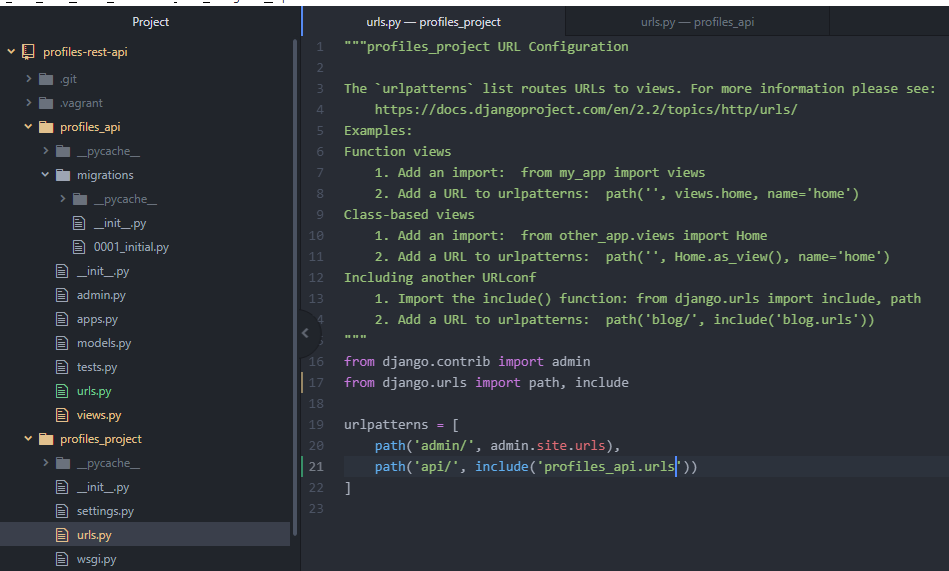 Project
profiles-rest-api
.git
.vagrant
profiles_api
__pycache__
migrations
__pycache__
__init__.py
0001_initial.py
__init__.py
admin.py
apps.py
models.py
tests.py
urls.py
views.py
profiles_project
__pycache__
__init__.py
settings.py
urls.py
wsgi.py
urls.py — profiles_project
urls.py — profiles_api
1 """profiles_project URL Configuration
2
3 The `urlpatterns` list routes URLs to views. For more information please see:
4     https://docs.djangoproject.com/en/2.2/topics/http/urls/
5 Examples:
6 Function views
7     1. Add an import:  from my_app import views
8     2. Add a URL to urlpatterns:  path('', views.home, name='home')
9 Class-based views
10     1. Add an import:  from other_app.views import Home
11     2. Add a URL to urlpatterns:  path('', Home.as_view(), name='home')
12 Including another URLconf
13     1. Import the include() function: from django.urls import include, path
4     2. Add a URL to urlpatterns:  path('blog/', include('blog.urls'))
"""
16 from django.contrib import admin
17 from django.urls import path, include
18
19 urlpatterns = [
20     path('admin/', admin.site.urls),
21     path('api/', include('profiles_api.urls'))
22 ]
23